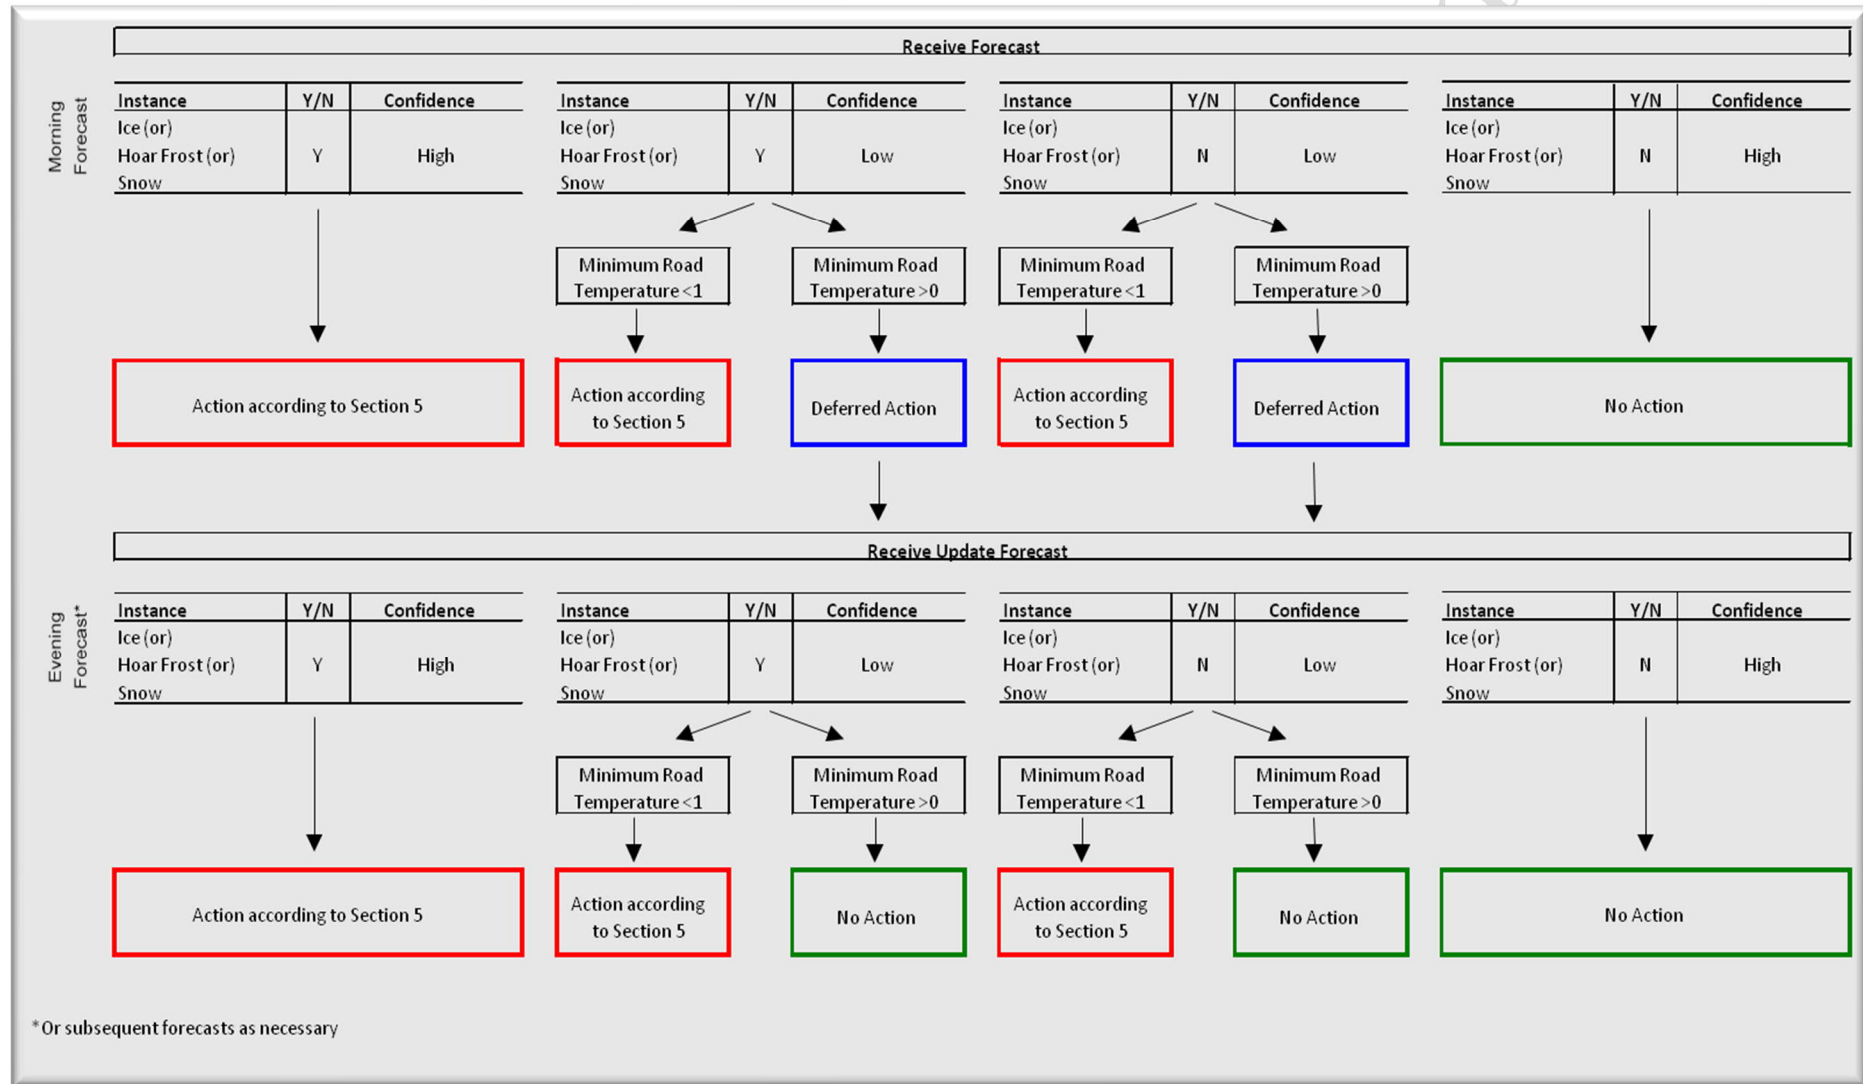 Receive Forecast
Morning
Forecast
Instance Y/N Confidence
Ice (or)
Hoar Frost (or) Y High
Snow
Instance Y/N Confidence
Ice (or)
Hoar Frost (or) Y Low
Snow
Instance Y/N Confidence
Ice (or)
Hoar Frost (or) N Low
Snow
Instance Y/N Confidence
Ice (or)
Hoar Frost (or) N High
Snow
Minimum Road
Temperature <1
Minimum Road
Temperature >0
Minimum Road
Temperature <1
Minimum Road
Temperature >0
Action according to Section 5
Action according
to Section 5
Deferred Action
Action according
to Section 5
Deferred Action
No Action
Receive Update Forecast
Evening
Forecast*
Instance Y/N Confidence
Ice (or)
Hoar Frost (or) Y High
Snow
Instance Y/N Confidence
Ice (or)
Hoar Frost (or) Y Low
Snow
Instance Y/N Confidence
Ice (or)
Hoar Frost (or) N Low
Snow
Instance Y/N Confidence
Ice (or)
Hoar Frost (or) N High
Snow
Minimum Road
Temperature <1
Minimum Road
Temperature >0
Minimum Road
Temperature <1
Minimum Road
Temperature >0
Action according to Section 5
Action according
to Section 5
No Action
Action according
to Section 5
No Action
No Action
*Or subsequent forecasts as necessary